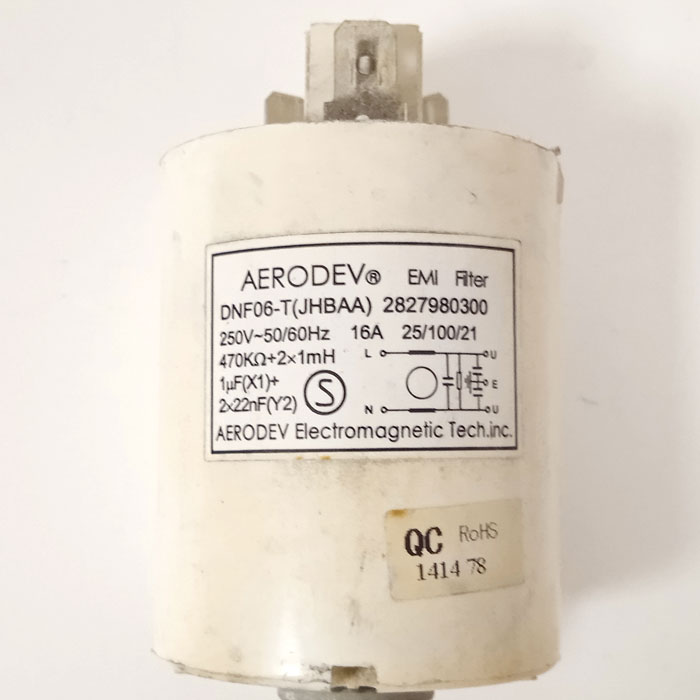 AERODEV® EMI Filter
DNF06-T(JHBAA) 2827980300
250V~50/60Hz 16A 25/100/21
470KΩ+2×1mH
1μF(X1)+
2×22nF(Y2)
S
L U
E
N U
AERODEV Electromagnetic Tech.inc.
QC RoHS
1414 78